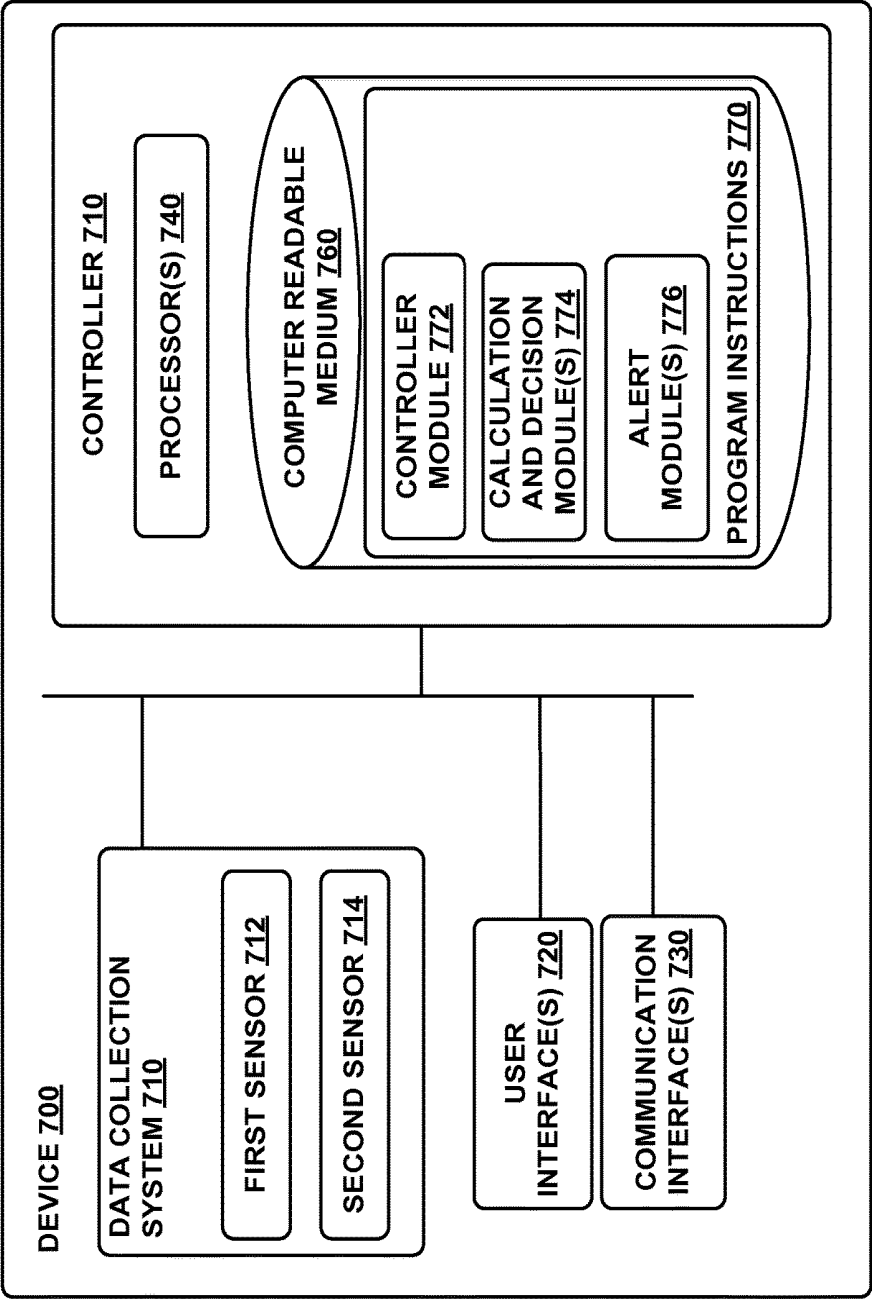 DEVICE 700
DATA COLLECTION
SYSTEM 710
FIRST SENSOR 712
SECOND SENSOR 714
USER
INTERFACE(S) 720
COMMUNICATION
INTERFACE(S) 730
CONTROLLER 710
PROCESSOR(S) 740
COMPUTER READABLE
MEDIUM 760
CONTROLLER
MODULE 772
CALCULATION
AND DECISION
MODULE(S) 774
ALERT
MODULE(S) 776
PROGRAM INSTRUCTIONS 770